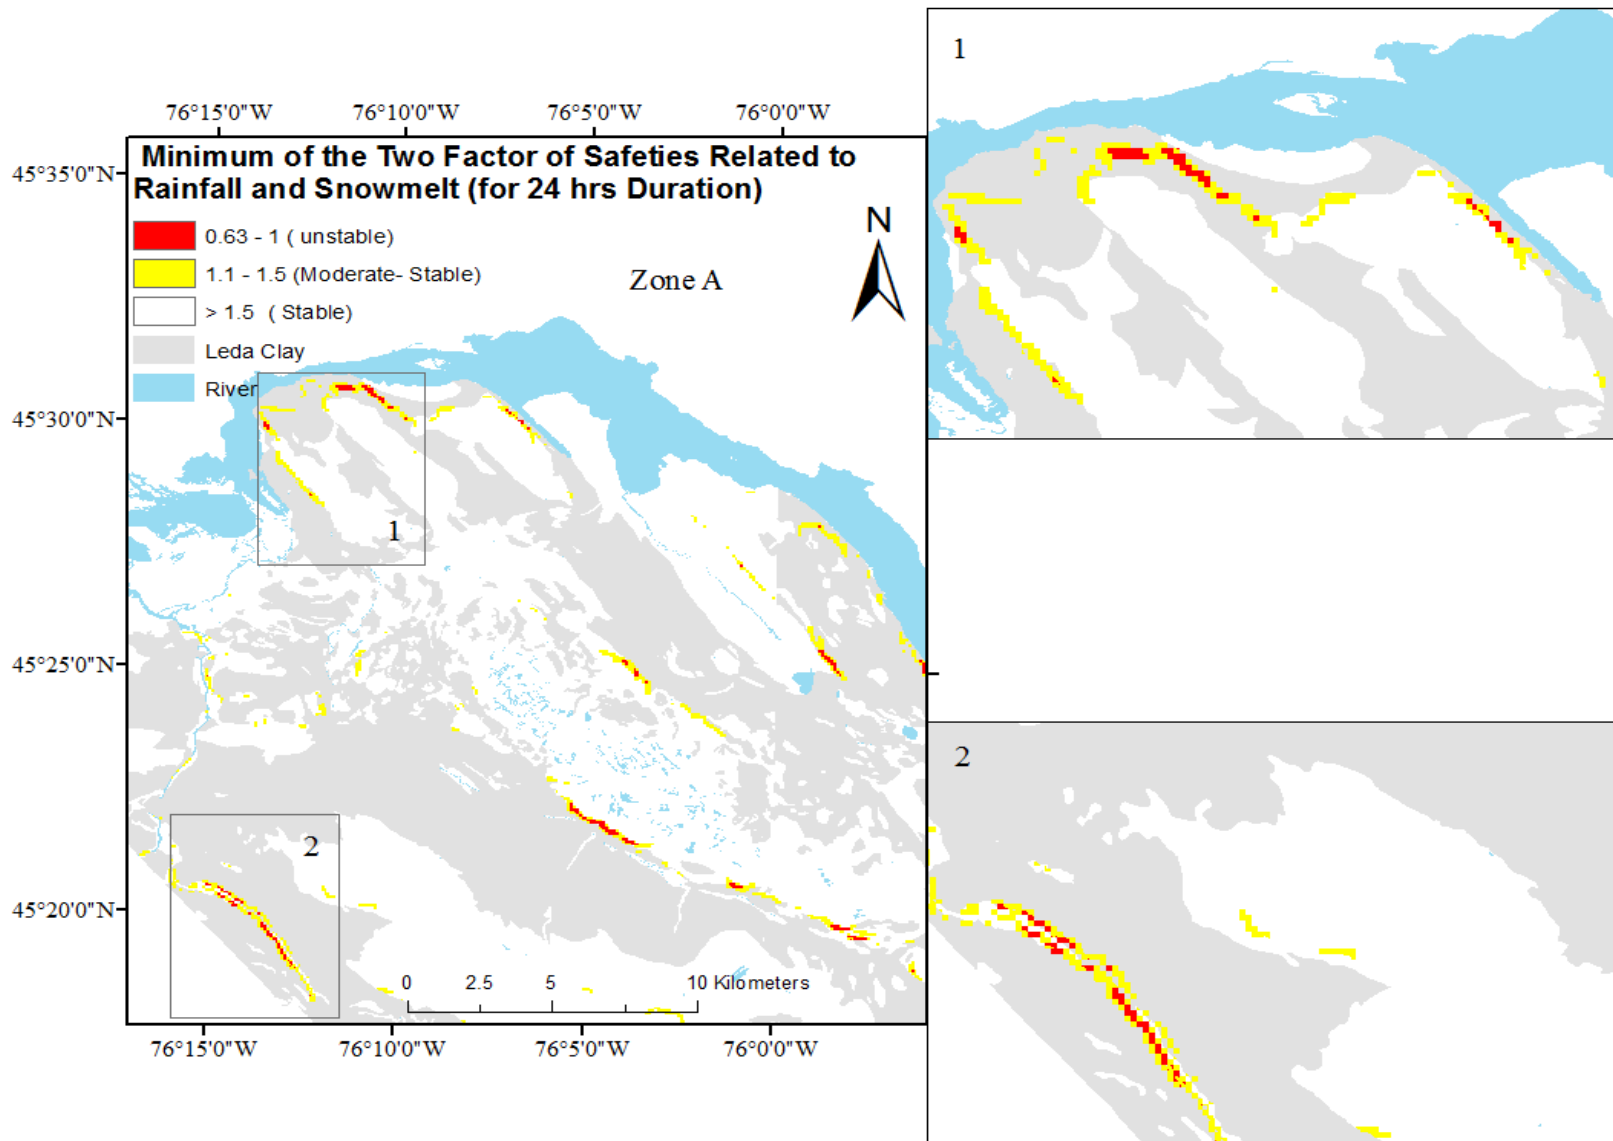 1
76°15'0"W 76°10'0"W 76°5'0"W 76°0'0"W
Minimum of the Two Factor of Safeties Related to
Rainfall and Snowmelt (for 24 hrs Duration)
45°35'0"N
N
0.63 - 1 ( unstable)
1.1 - 1.5 (Moderate- Stable)
Zone A
> 1.5 ( Stable)
Leda Clay
River
45°30'0"N
1
45°25'0"N
2
2
45°20'0"N
0 2.5 5 10 Kilometers
76°15'0"W 76°10'0"W 76°5'0"W 76°0'0"W